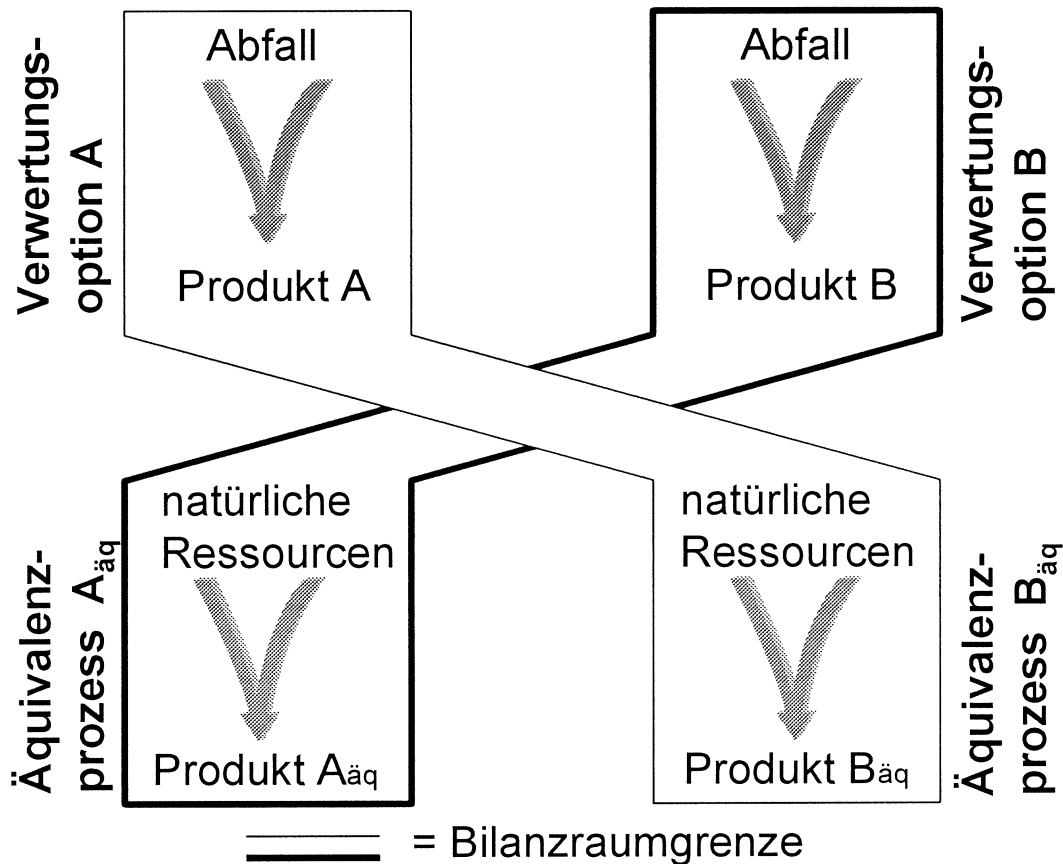 Verwertungs-
option A
Abfall
Produkt A
Abfall
Produkt B
Verwertungs-
option B
Äquivalenz-
prozess Aäq
natürliche
Ressourcen
Produkt Aäq
natürliche
Ressourcen
Produkt Bäq
Äquivalenz-
prozess Bäq
= Bilanzraumgrenze